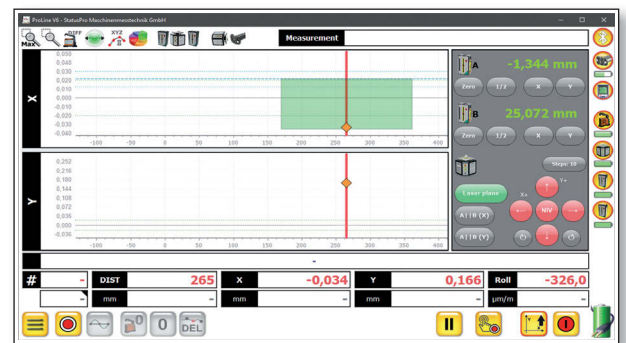 ProLine V6 - StatusPro Maschinenmesstechnik GmbH
Max
DIFF
XYZ
Measurement
A
-1,344 mm
Zero
1/2
X
Y
B
25,072 mm
Zero
1/2
X
Y
Steps: 10
Laser plane
X+
Y+
NIV
A||B (X)
A||B (Y)
X
0,050
0,040
0,030
0,020
0,010
0,000
-0,010
-0,020
-0,030
-0,040
-100
-50
0
50
100
150
200
250
300
350
400
Y
0,252
0,216
0,180
0,144
0,108
0,072
0,036
0,000
-0,036
-100
-50
0
50
100
150
200
250
300
350
400
-
# - DIST 265 X -0,034 Y 0,166 Roll -326,0
- mm - mm - mm - µm/m -
0
0
DEL